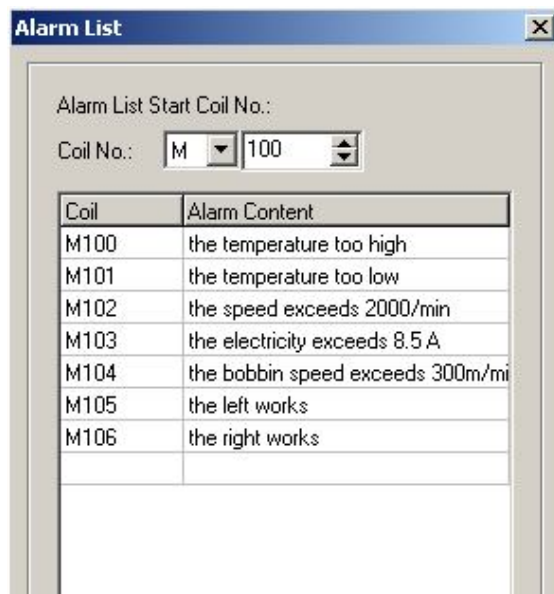 Alarm List
Alarm List Start Coil No.:
Coil No.: M 100
Coil Alarm Content
M100 the temperature too high
M101 the temperature too low
M102 the speed exceeds 2000/min
M103 the electricity exceeds 8.5 A
M104 the bobbin speed exceeds 300m/mi
M105 the left works
M106 the right works